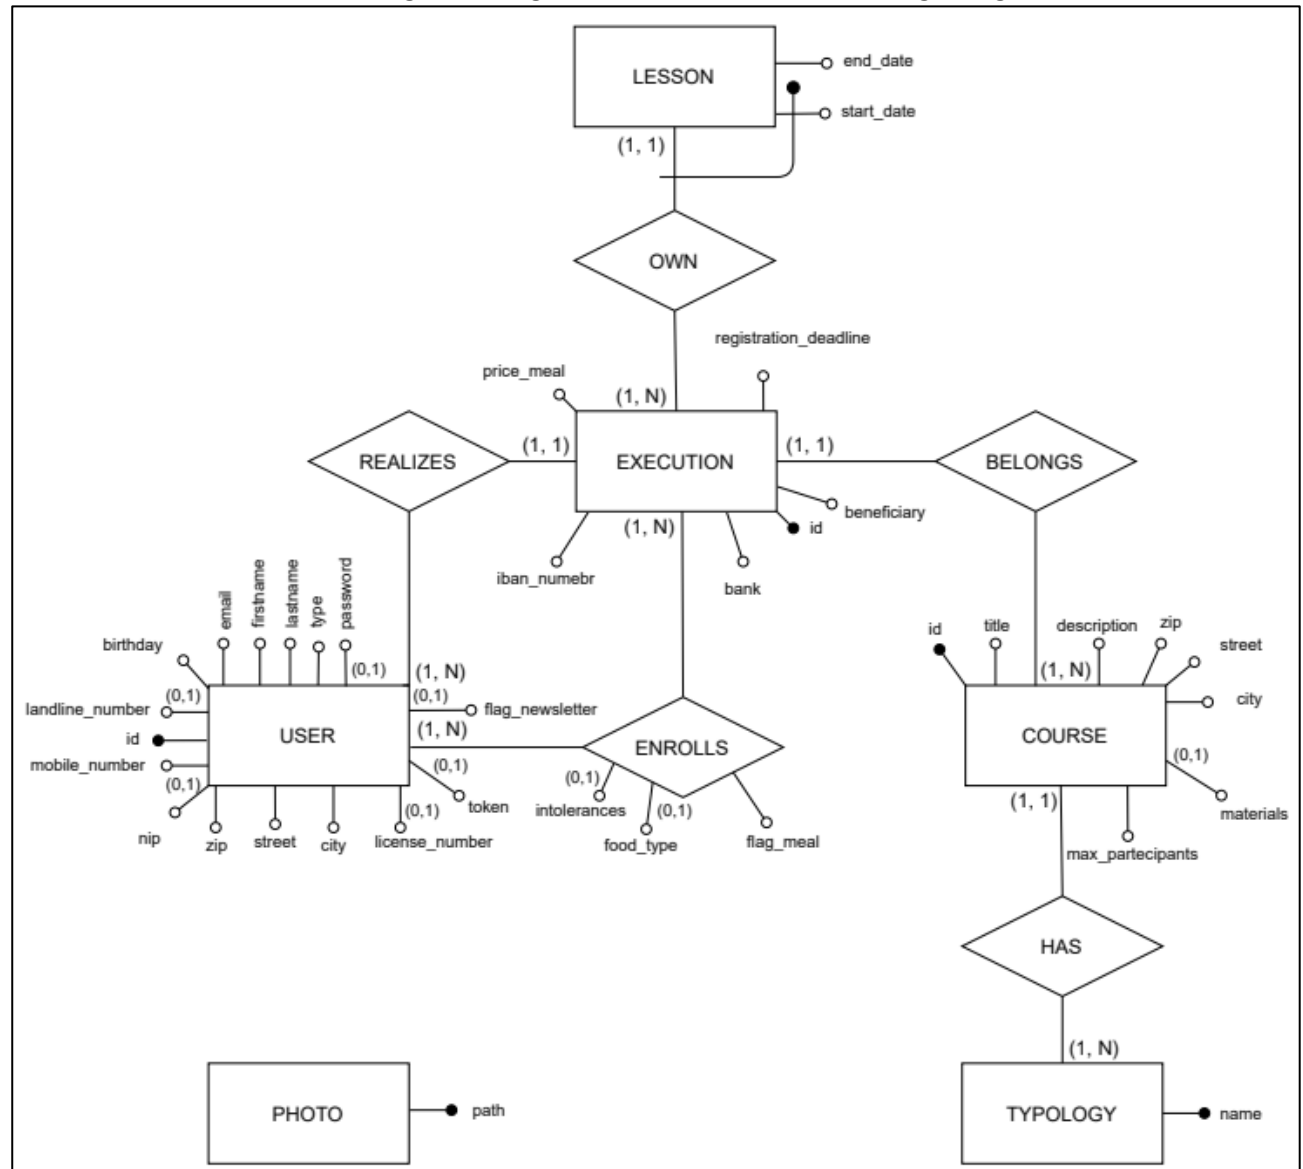 LESSON
end_date
start_date
(1, 1)
OWN
registration_deadline
price_meal
(1, N)
REALIZES
(1, 1)
EXECUTION
(1, 1)
BELONGS
beneficiary
id
(1, N)
iban_numebr
bank
birthday
email
firstname
lastname
type
password
(0,1)
(1, N)
landline_number
(0,1)
(0,1)
flag_newsletter
id
USER
(1, N)
mobile_number
(0,1)
nip
zip
street
city
(0,1)
license_number
(0,1)
token
ENROLLS
(0,1)
intolerances
(0,1)
food_type
flag_meal
id
title
description
zip
street
city
(1, N)
COURSE
(0,1)
materials
(1, 1)
max_partecipants
HAS
(1, N)
PHOTO
path
TYPOLOGY
name